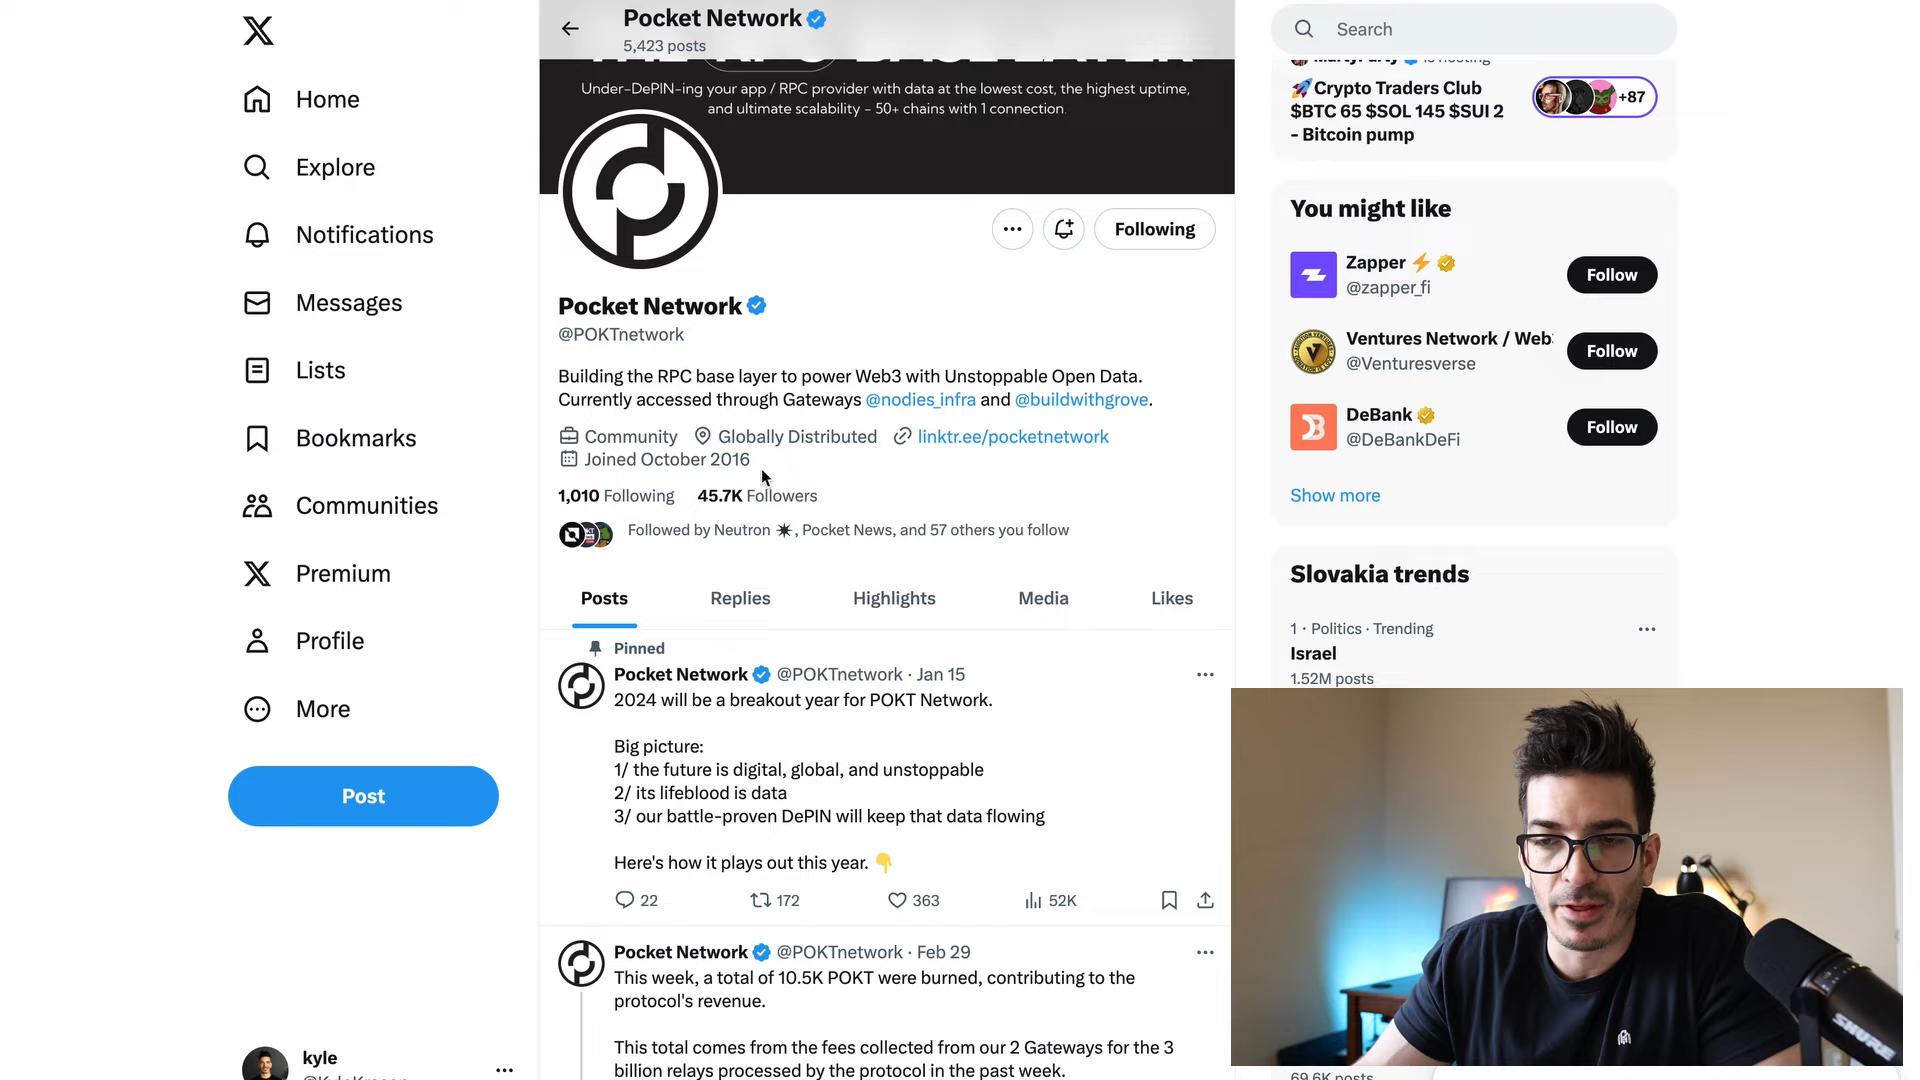 Pocket Network
5,423 posts
Under-DePIN-ing your app / RPC provider with data at the lowest cost, the highest uptime,
and ultimate scalability - 50+ chains with 1 connection.
Home
Explore
Notifications
Messages
Lists
Bookmarks
Communities
Premium
Profile
More
Post
kyle
Following
Pocket Network
@POKTnetwork
Building the RPC base layer to power Web3 with Unstoppable Open Data.
Currently accessed through Gateways @nodies_infra and @buildwithgrove.
Community Globally Distributed linktr.ee/pocketnetwork
Joined October 2016
1,010 Following 45.7K Followers
Followed by Neutron ✴, Pocket News, and 57 others you follow
Posts Replies Highlights Media Likes
Pinned
Pocket Network @POKTnetwork · Jan 15
2024 will be a breakout year for POKT Network.
Big picture:
1/ the future is digital, global, and unstoppable
2/ its lifeblood is data
3/ our battle-proven DePIN will keep that data flowing
Here's how it plays out this year. 👇
22 172 363 52K
Pocket Network @POKTnetwork · Feb 29
This week, a total of 10.5K POKT were burned, contributing to the
protocol's revenue.
This total comes from the fees collected from our 2 Gateways for the 3
billion relays processed by the protocol in the past week.
Search
🚀Crypto Traders Club
$BTC 65 $SOL 145 $SUI 2
- Bitcoin pump
+87
You might like
Zapper ⚡
@zapper_fi
Follow
Ventures Network / Web
@Venturesverse
Follow
DeBank
@DeBankDeFi
Follow
Show more
Slovakia trends
1 · Politics · Trending
Israel
1.52M posts
SHURE
69.6K posts